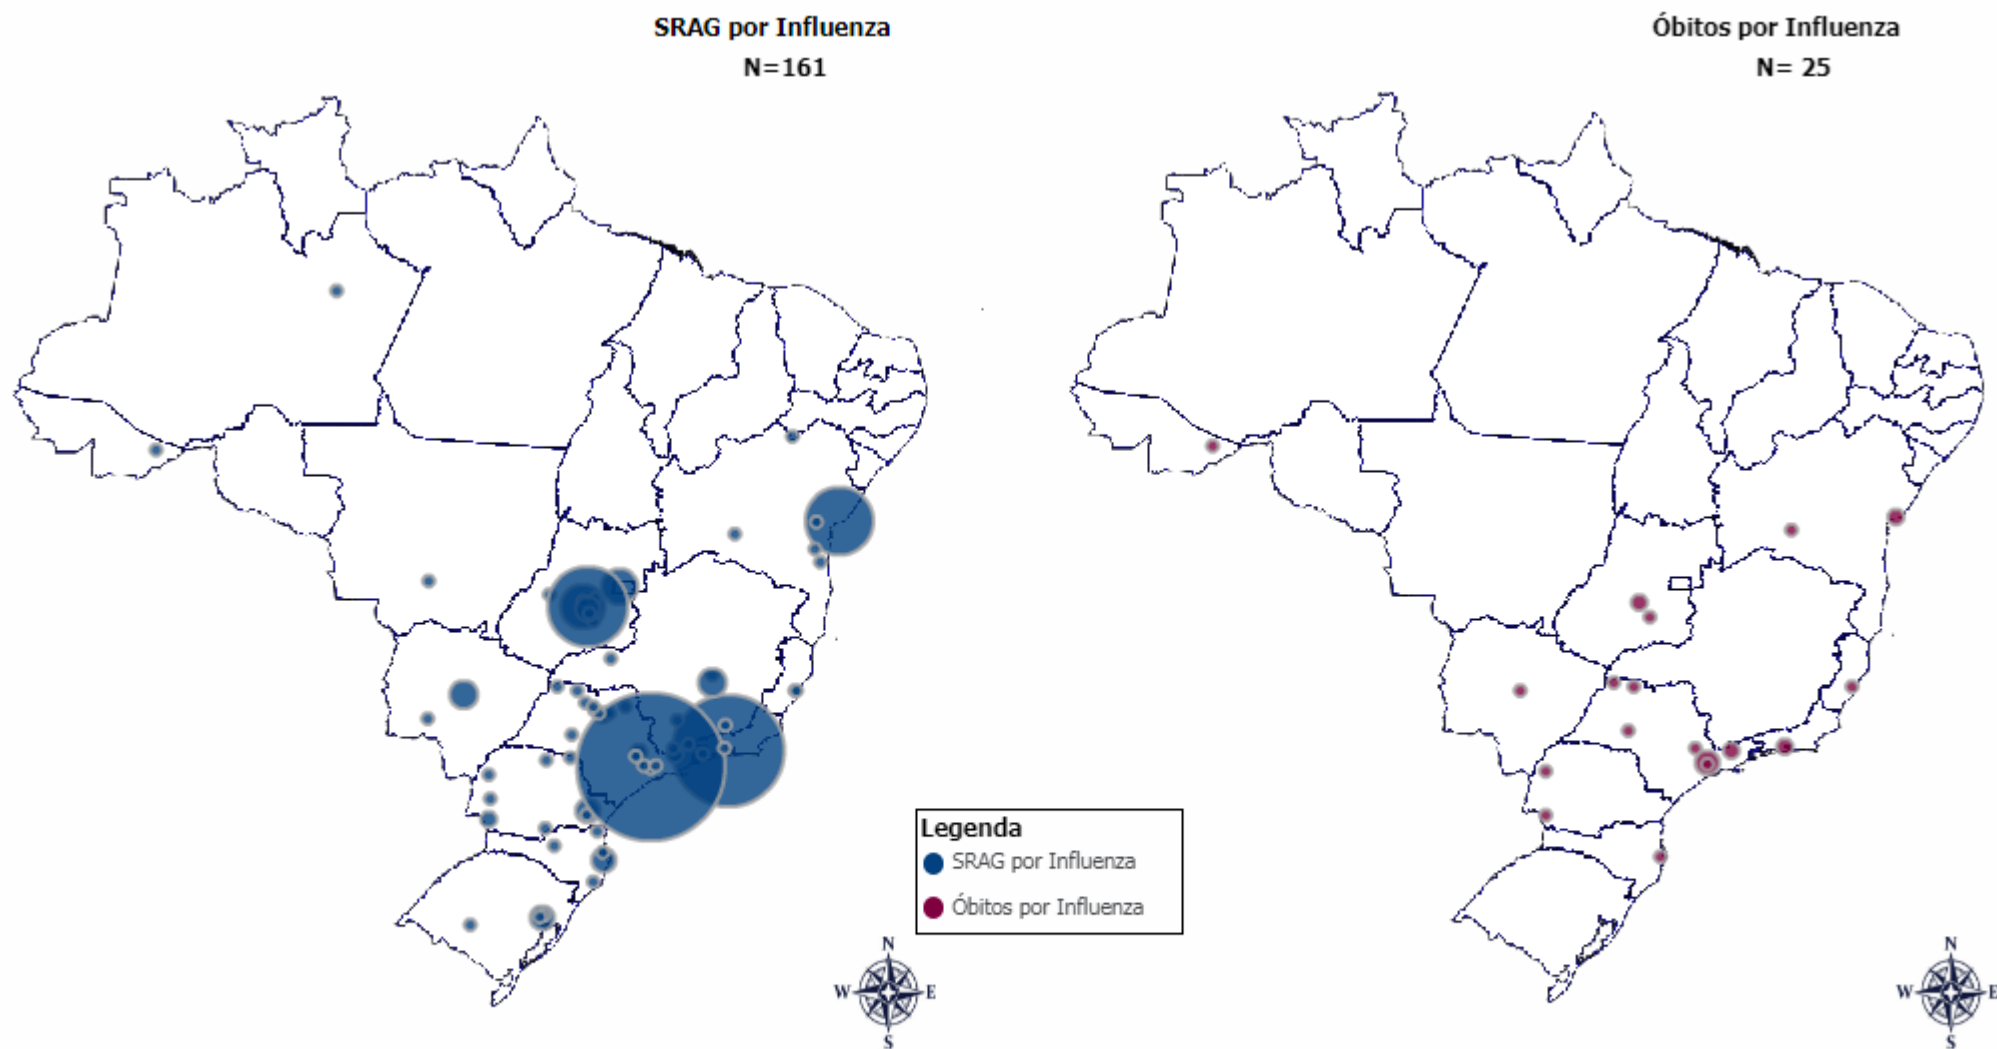 SRAG por Influenza
N=161
Óbitos por Influenza
N= 25
Legenda
SRAG por Influenza
Óbitos por Influenza
N
W E
S
N
W E
S